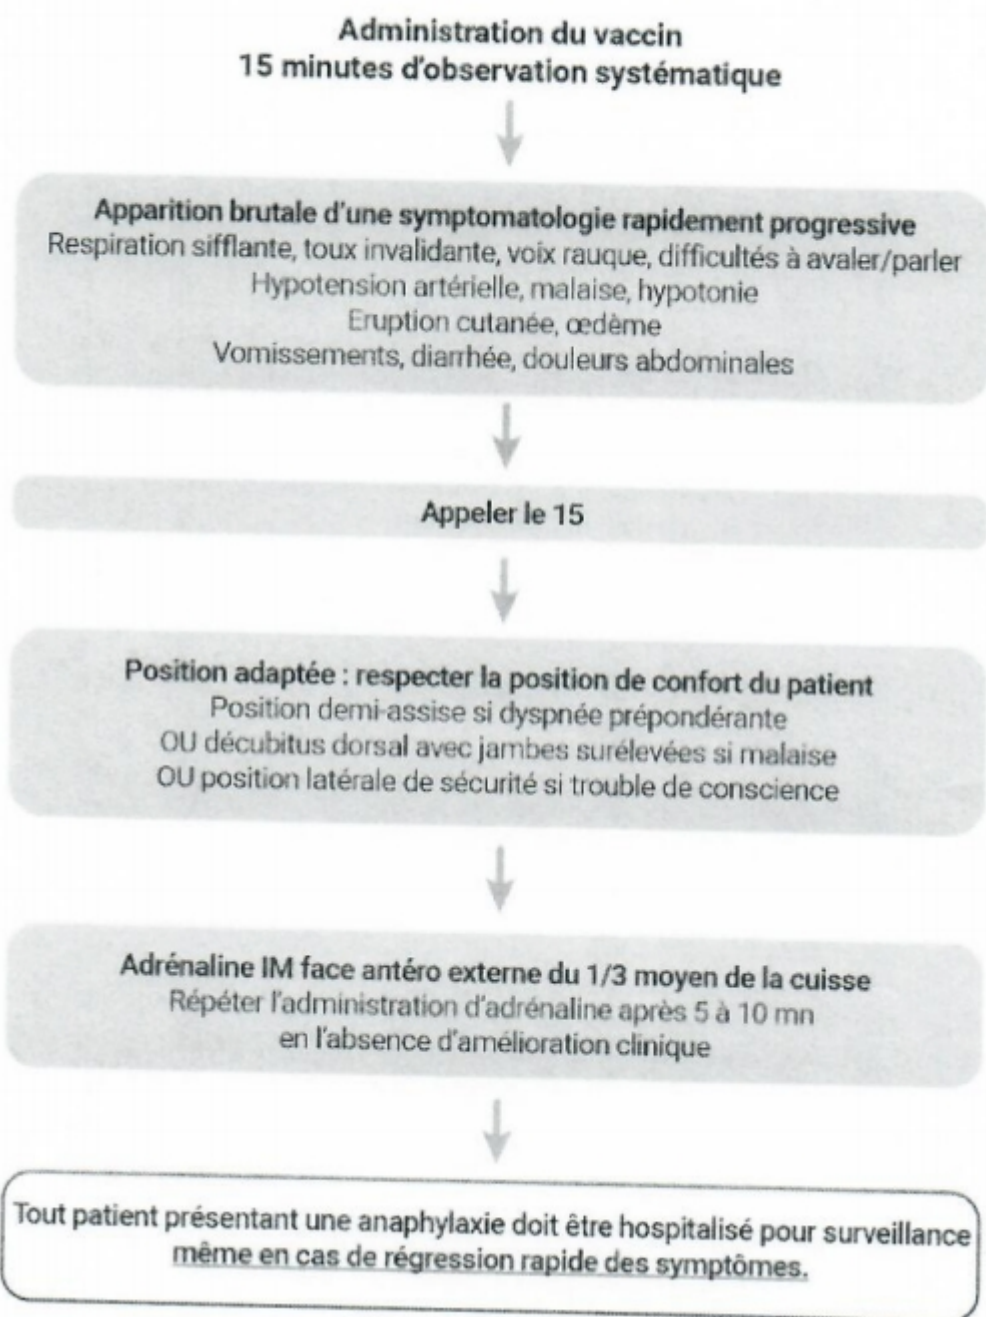 Administration du vaccin
15 minutes d'observation systématique
Apparition brutale d'une symptomatologie rapidement progressive
Respiration sifflante, toux invalidante, voix rauque, difficultés à avaler/parler
Hypotension artérielle, malaise, hypotonie
Eruption cutanée, œdème
Vomissements, diarrhée, douleurs abdominales
Appeler le 15
Position adaptée : respecter la position de confort du patient
Position demi-assise si dyspnée prépondérante
OU décubitus dorsal avec jambes surélevées si malaise
OU position latérale de sécurité si trouble de conscience
Adrénaline IM face antéro externe du 1/3 moyen de la cuisse
Répéter l'administration d'adrénaline après 5 à 10 mn
en l'absence d'amélioration clinique
Tout patient présentant une anaphylaxie doit être hospitalisé pour surveillance
même en cas de régression rapide des symptômes.